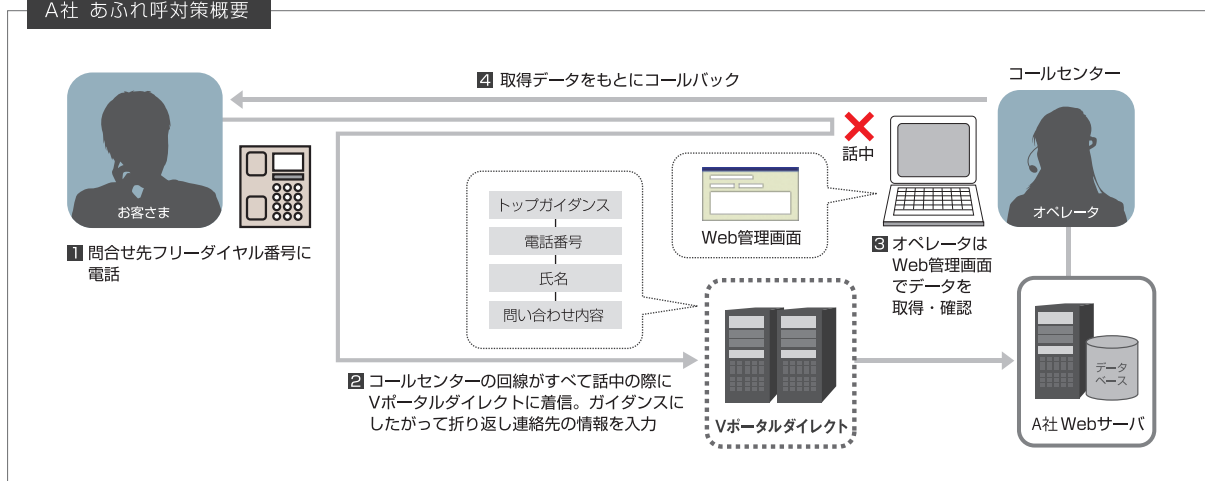 A社 あふれ呼対策概要
4 取得データをもとにコールバック
コールセンター
話中
お客さま
オペレータ
1 問合せ先フリーダイヤル番号に
電話
トップガイダンス
電話番号
氏名
問い合わせ内容
Web管理画面
3 オペレータは
Web管理画面
でデータを
取得・確認
2 コールセンターの回線がすべて話中の際に
Vポータルダイレクトに着信。ガイダンスに
したがって折り返し連絡先の情報を入力
Vポータルダイレクト
データ
ベース
A社 Webサーバ